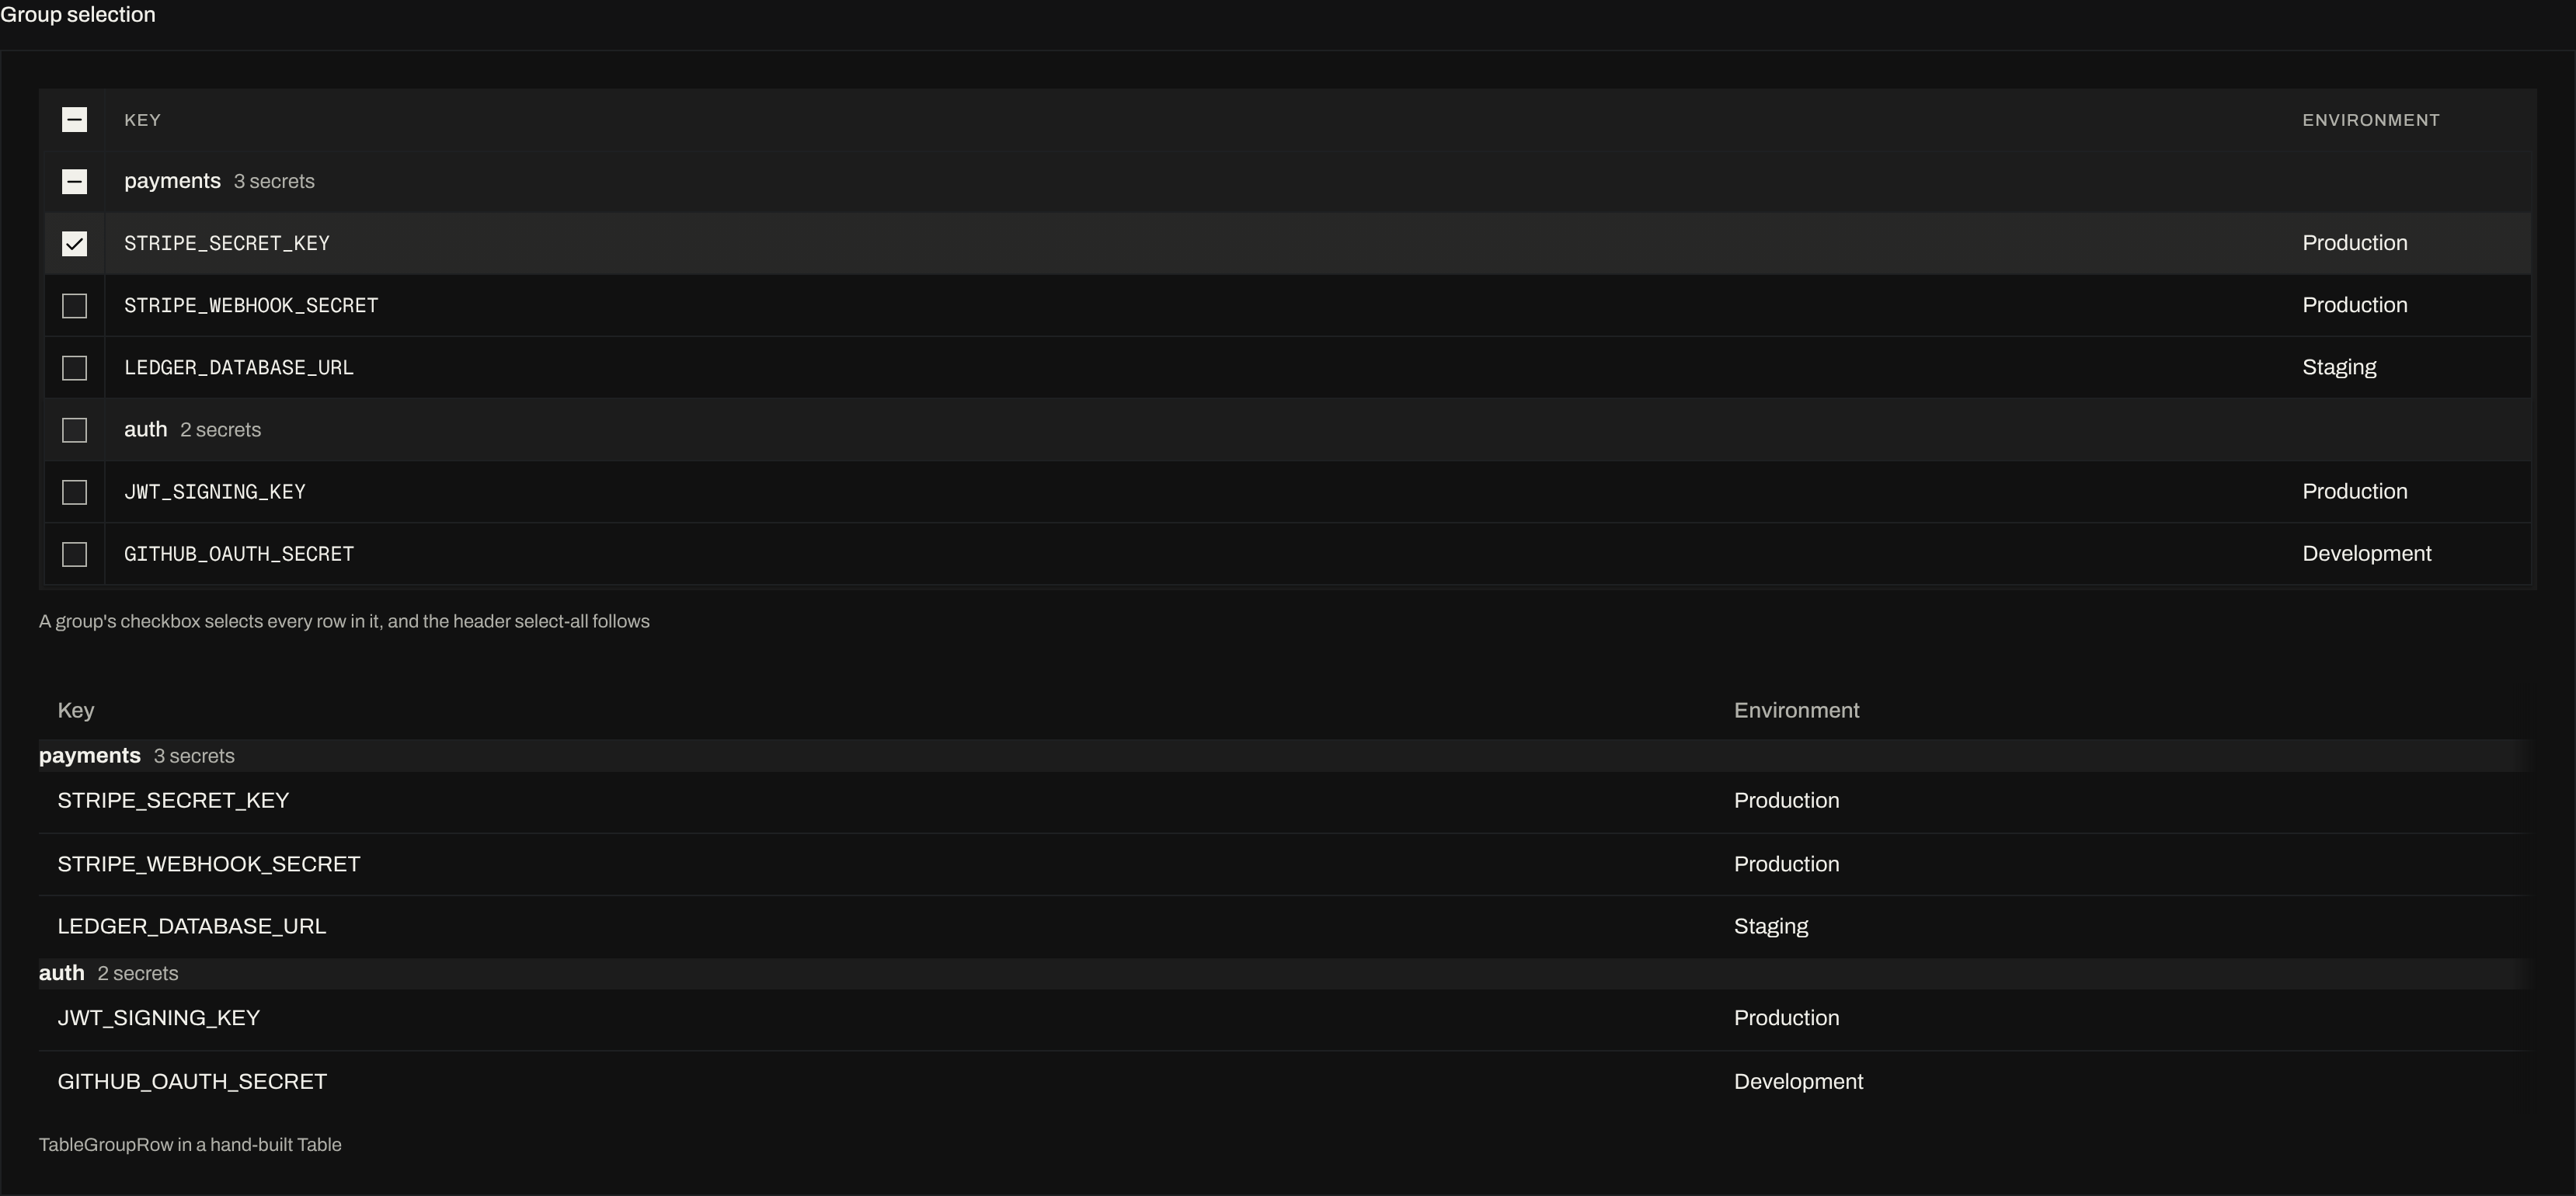 Group selection
KEY ENVIRONMENT
payments 3 secrets
STRIPE_SECRET_KEY Production
STRIPE_WEBHOOK_SECRET Production
LEDGER_DATABASE_URL Staging
auth 2 secrets
JWT_SIGNING_KEY Production
GITHUB_OAUTH_SECRET Development
A group's checkbox selects every row in it, and the header select-all follows
Key Environment
payments 3 secrets
STRIPE_SECRET_KEY Production
STRIPE_WEBHOOK_SECRET Production
LEDGER_DATABASE_URL Staging
auth 2 secrets
JWT_SIGNING_KEY Production
GITHUB_OAUTH_SECRET Development
TableGroupRow in a hand-built Table